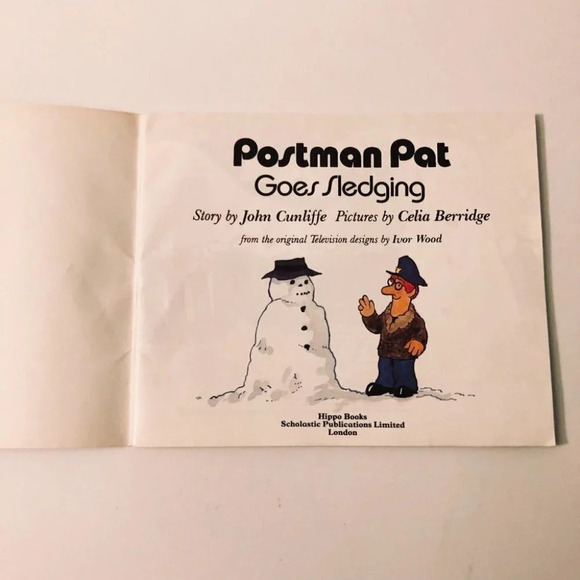 Postman Pat
Goes Sledging
Story by John Cunliffe Pictures by Celia Berridge
from the original Television designs by Ivor Wood
Hippo Books
Scholastic Publications Limited
London